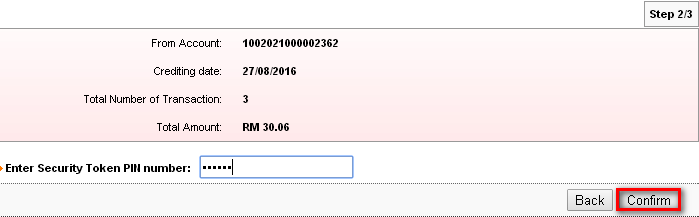 Step 2/3
From Account: 1002021000002362
Crediting date: 27/08/2016
Total Number of Transaction: 3
Total Amount: RM 30.06
Enter Security Token PIN number: ••••••
Back Confirm